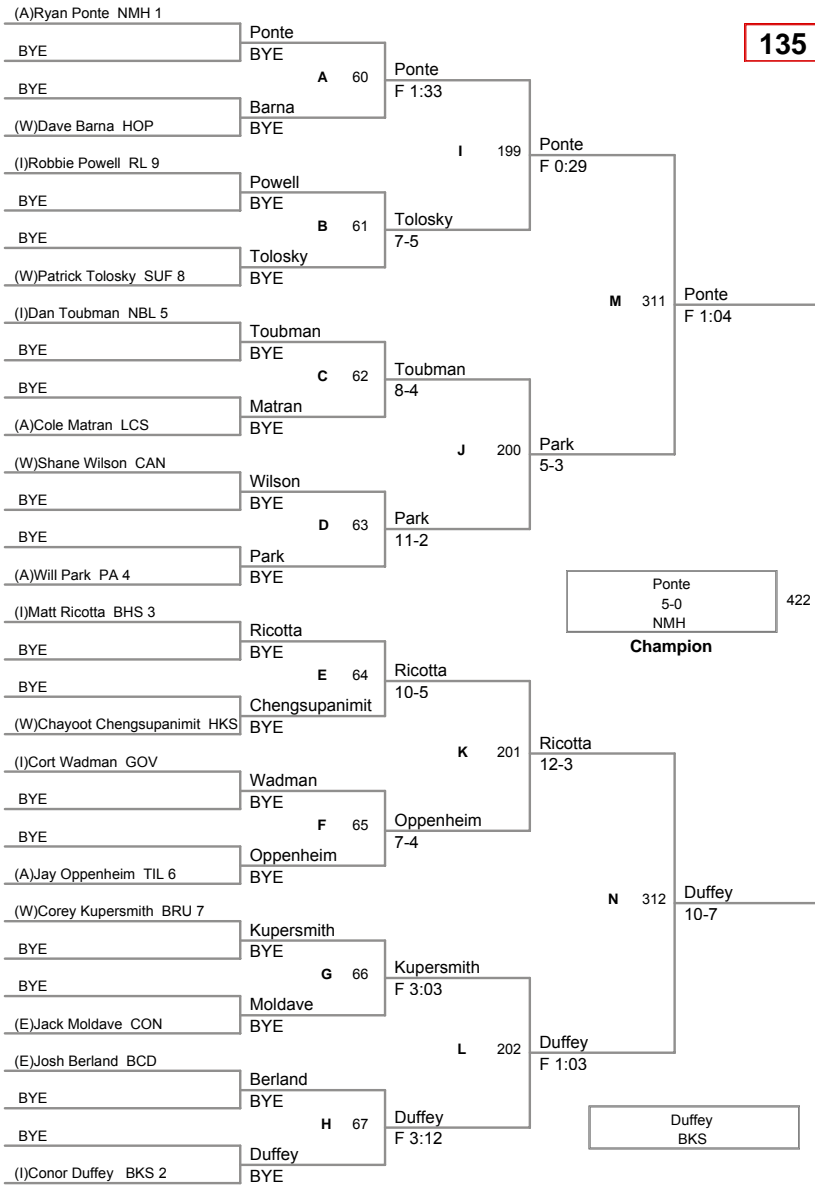 (A)Ryan Ponte NMH 1
BYE
BYE
(W)Dave Barna HOP
(I)Robbie Powell RL 9
BYE
BYE
(W)Patrick Tolosky SUF 8
(I)Dan Toubman NBL 5
BYE
BYE
(A)Cole Matran LCS
(W)Shane Wilson CAN
BYE
BYE
(A)Will Park PA 4
(I)Matt Ricotta BHS 3
BYE
BYE
(W)Chayoot Chengsupanimit HKS
(I)Cort Wadman GOV
BYE
BYE
(A)Jay Oppenheim TIL 6
(W)Corey Kupersmith BRU 7
BYE
BYE
(E)Jack Moldave CON
(E)Josh Berland BCD
BYE
BYE
(I)Conor Duffey BKS 2
Ponte
BYE
A 60
Barna
BYE
Powell
BYE
B 61
Tolosky
BYE
Toubman
BYE
C 62
Matran
BYE
Wilson
BYE
D 63
Park
BYE
Ricotta
BYE
E 64
Chengsupanimit
BYE
Wadman
BYE
F 65
Oppenheim
BYE
Kupersmith
BYE
G 66
Moldave
BYE
Berland
BYE
H 67
Duffey
BYE
Ponte
F 1:33
I 199
Tolosky
7-5
Toubman
8-4
J 200
Park
11-2
Ricotta
10-5
K 201
Oppenheim
7-4
Kupersmith
F 3:03
L 202
Duffey
F 3:12
Ponte
F 0:29
M 311
Park
5-3
Ricotta
12-3
N 312
Duffey
F 1:03
135
Ponte
F 1:04
Ponte
5-0
NMH
422
Champion
Duffey
10-7
Duffey
BKS